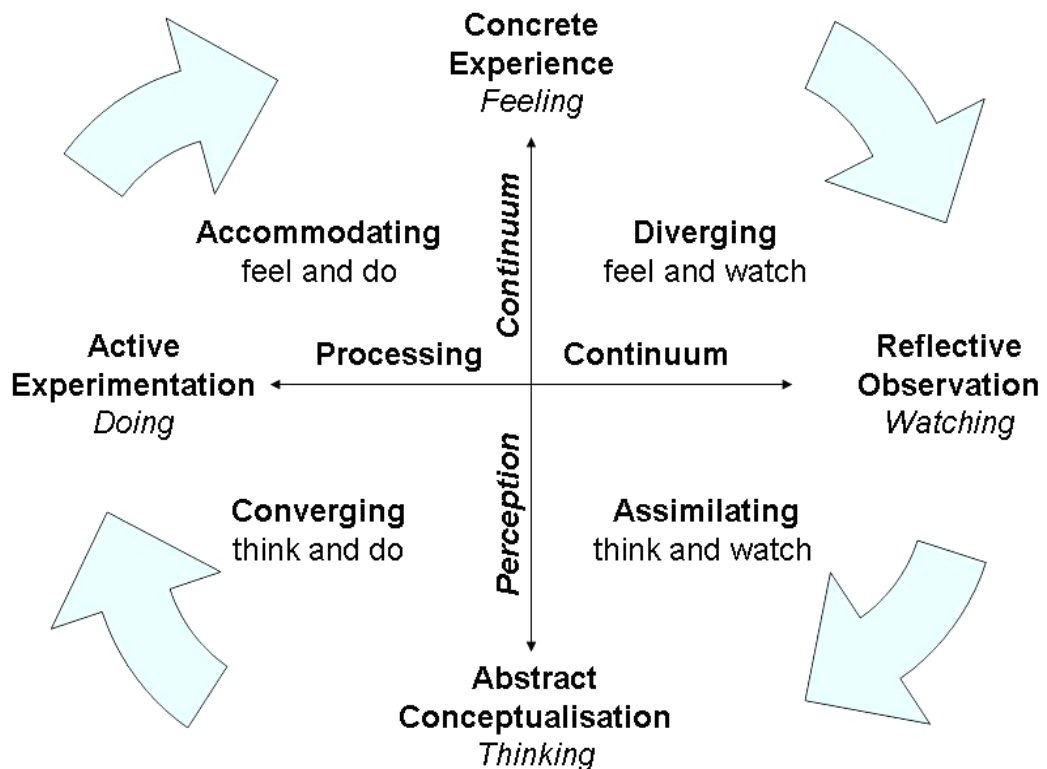 Concrete
Experience
Feeling
Continuum
Accommodating
feel and do
Diverging
feel and watch
Active
Experimentation
Doing
Processing
Continuum
Reflective
Observation
Watching
Perception
Converging
think and do
Assimilating
think and watch
Abstract
Conceptualisation
Thinking